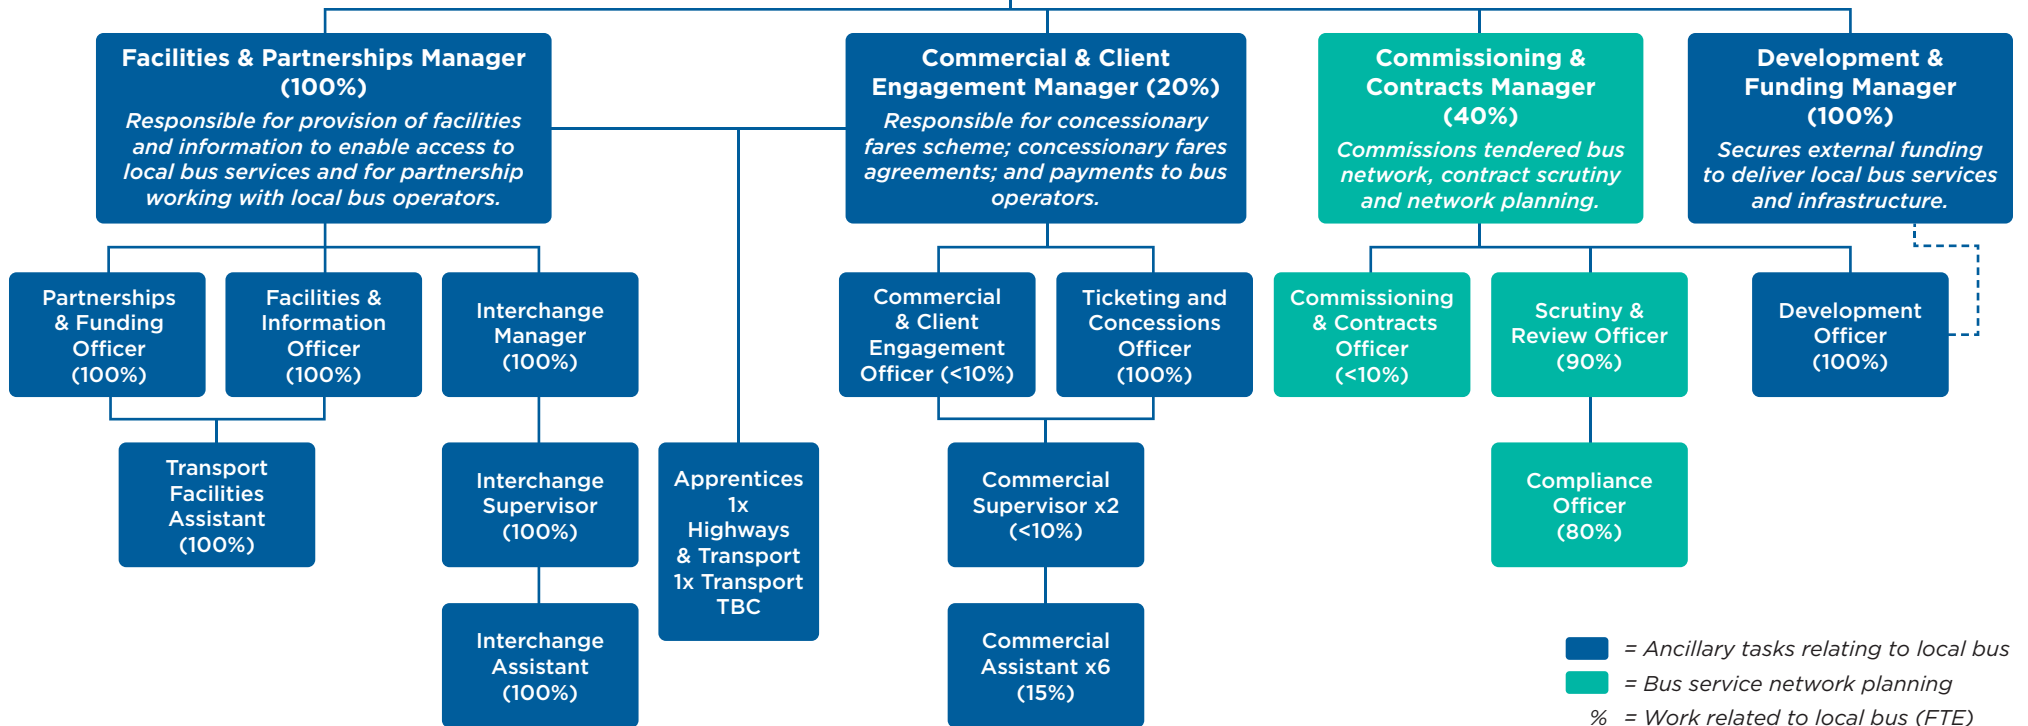 Facilities & Partnerships Manager
(100%)
Responsible for provision of facilities
and information to enable access to
local bus services and for partnership
working with local bus operators.
Commercial & Client
Engagement Manager (20%)
Responsible for concessionary
fares scheme; concessionary fares
agreements; and payments to bus
operators.
Commissioning &
Contracts Manager
(40%)
Commissions tendered bus
network, contract scrutiny
and network planning.
Development &
Funding Manager
(100%)
Secures external funding
to deliver local bus services
and infrastructure.
Partnerships
& Funding
Officer
(100%)
Facilities &
Information
Officer
(100%)
Interchange
Manager
(100%)
Commercial
& Client
Engagement
Officer (<10%)
Ticketing and
Concessions
Officer
(100%)
Commissioning
& Contracts
Officer
(<10%)
Scrutiny &
Review Officer
(90%)
Development
Officer
(100%)
Transport
Facilities
Assistant
(100%)
Interchange
Supervisor
(100%)
Apprentices
1x
Highways
& Transport
1x Transport
TBC
Commercial
Supervisor x2
(<10%)
Compliance
Officer
(80%)
Interchange
Assistant
(100%)
Commercial
Assistant x6
(15%)
= Ancillary tasks relating to local bus
= Bus service network planning
% = Work related to local bus (FTE)